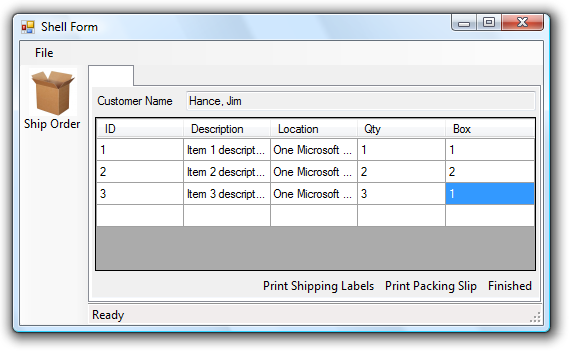 Shell Form
File
Ship Order
Customer Name Hance, Jim
ID Description Location Qty Box
1 Item 1 descript... One Microsoft ... 1 1
2 Item 2 descript... One Microsoft ... 2 2
3 Item 3 descript... One Microsoft ... 3 1
Print Shipping Labels Print Packing Slip Finished
Ready